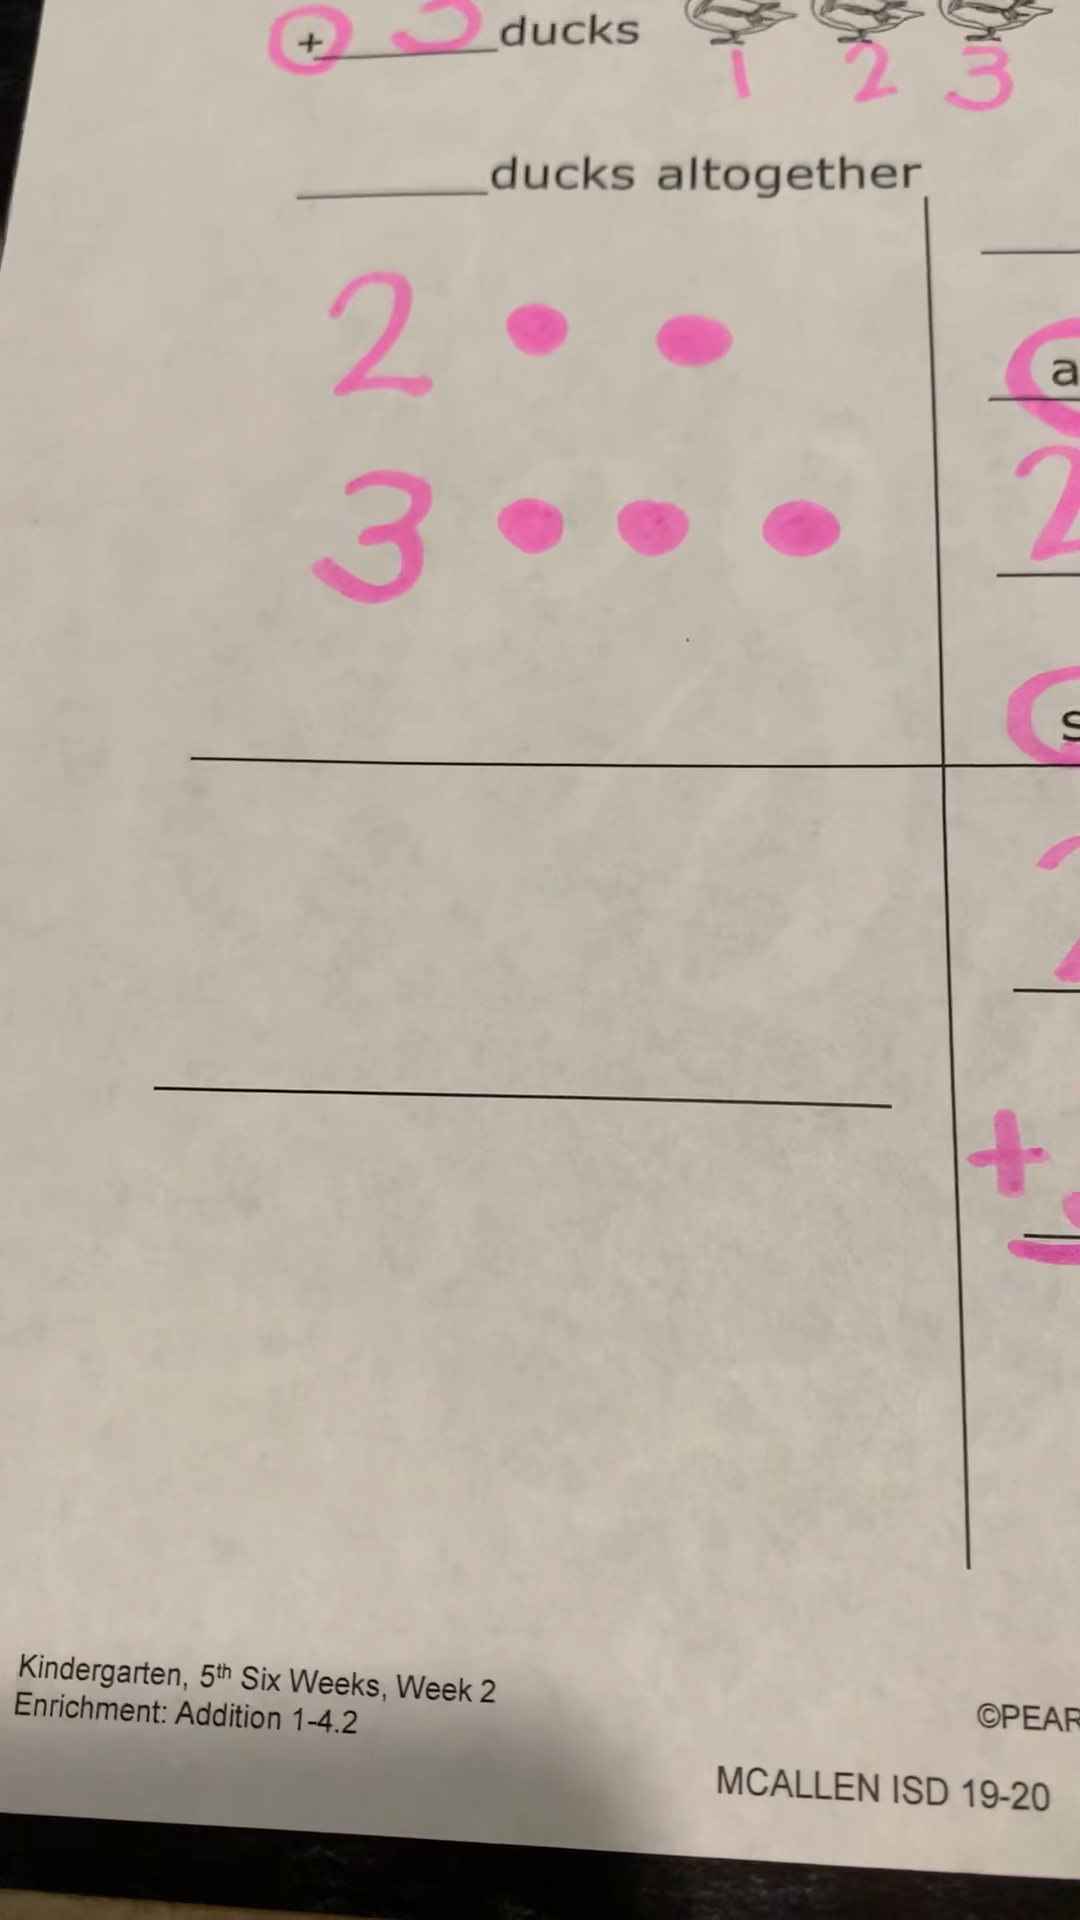 + 3 ducks
1 2 3
ducks altogether
2
3
a
2
s
2
+
Kindergarten, 5th Six Weeks, Week 2
Enrichment: Addition 1-4.2
©PEAR
MCALLEN ISD 19-20